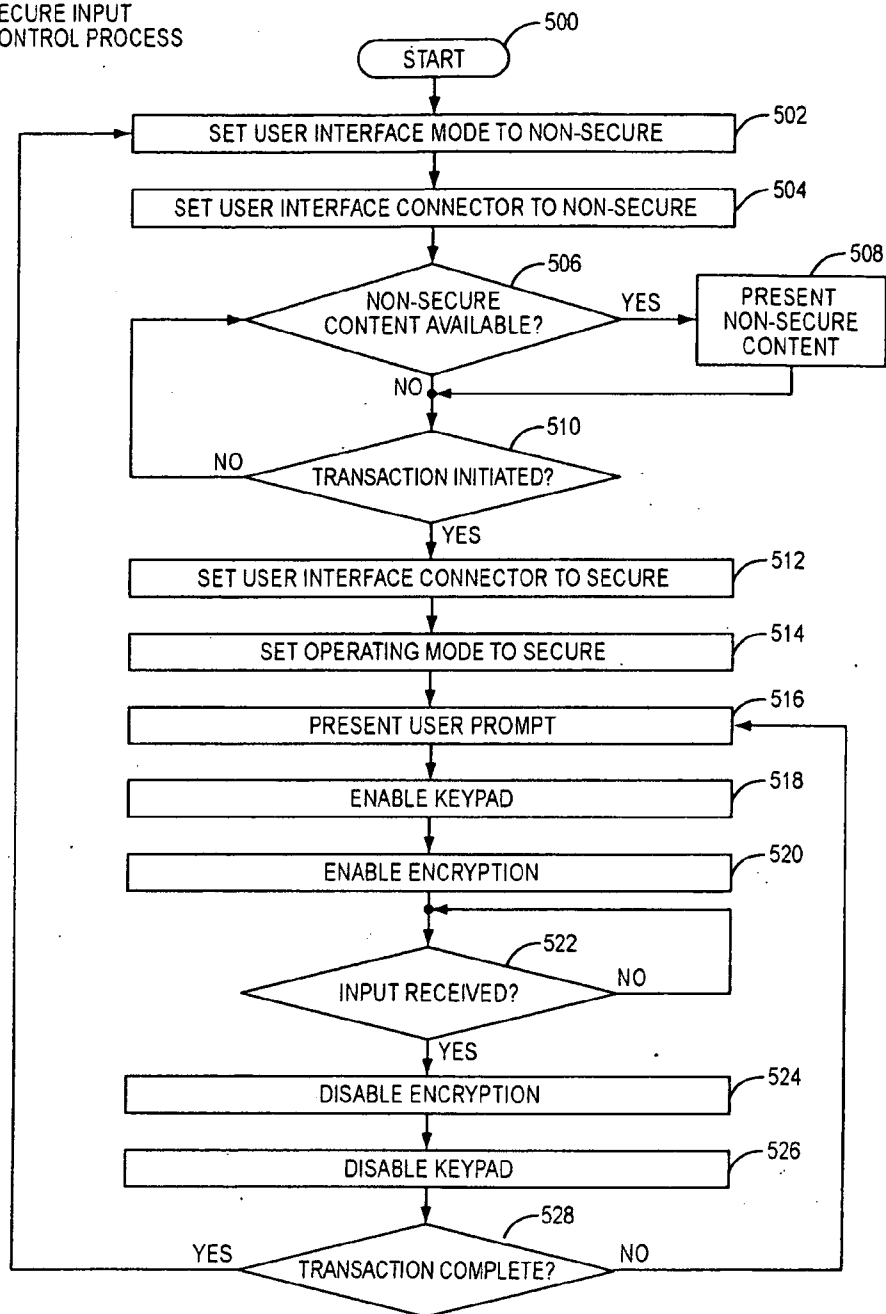 ECURE INPUT
ONTROL PROCESS
500
START
502
SET USER INTERFACE MODE TO NON-SECURE
504
SET USER INTERFACE CONNECTOR TO NON-SECURE
506
NON-SECURE
CONTENT AVAILABLE?
YES
508
PRESENT
NON-SECURE
CONTENT
NO
510
NO
TRANSACTION INITIATED?
YES
512
SET USER INTERFACE CONNECTOR TO SECURE
514
SET OPERATING MODE TO SECURE
516
PRESENT USER PROMPT
518
ENABLE KEYPAD
520
ENABLE ENCRYPTION
522
INPUT RECEIVED?
NO
YES
524
DISABLE ENCRYPTION
526
DISABLE KEYPAD
528
YES
TRANSACTION COMPLETE?
NO